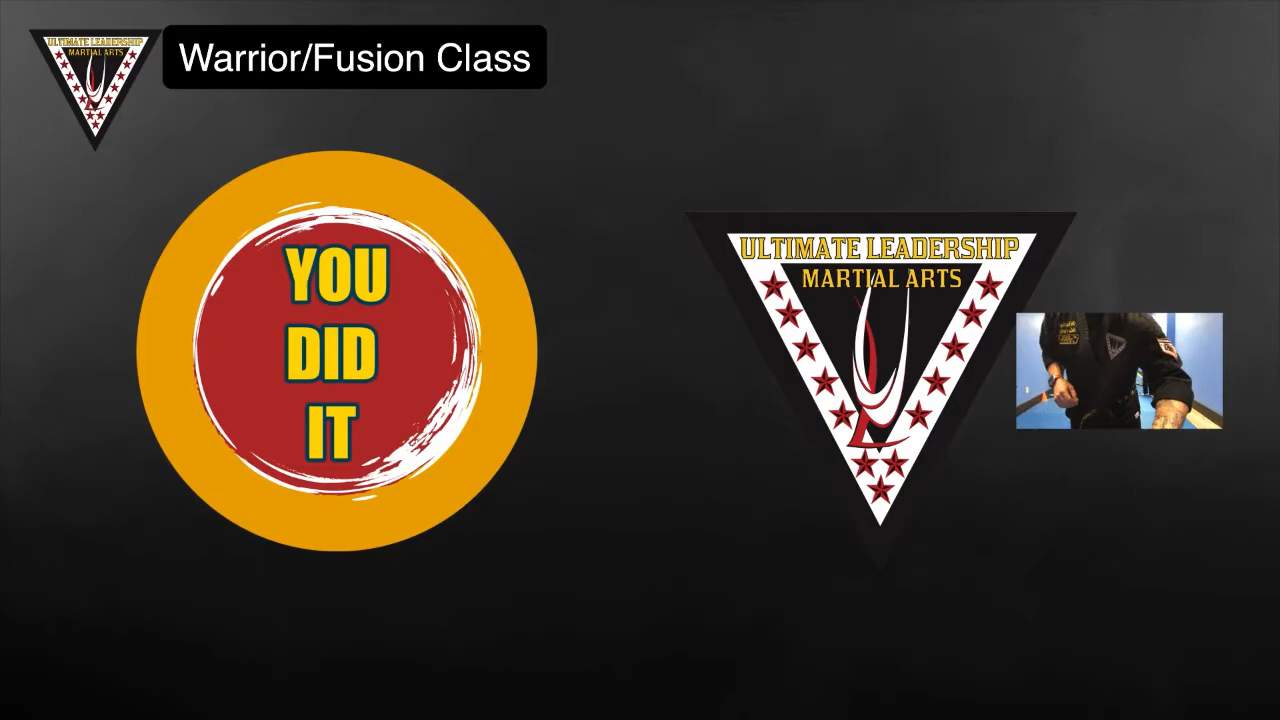 ULTIMATE LEADERSHIP
MARTIAL ARTS
Warrior/Fusion Class
YOU
DID
IT
ULTIMATE LEADERSHIP
MARTIAL ARTS